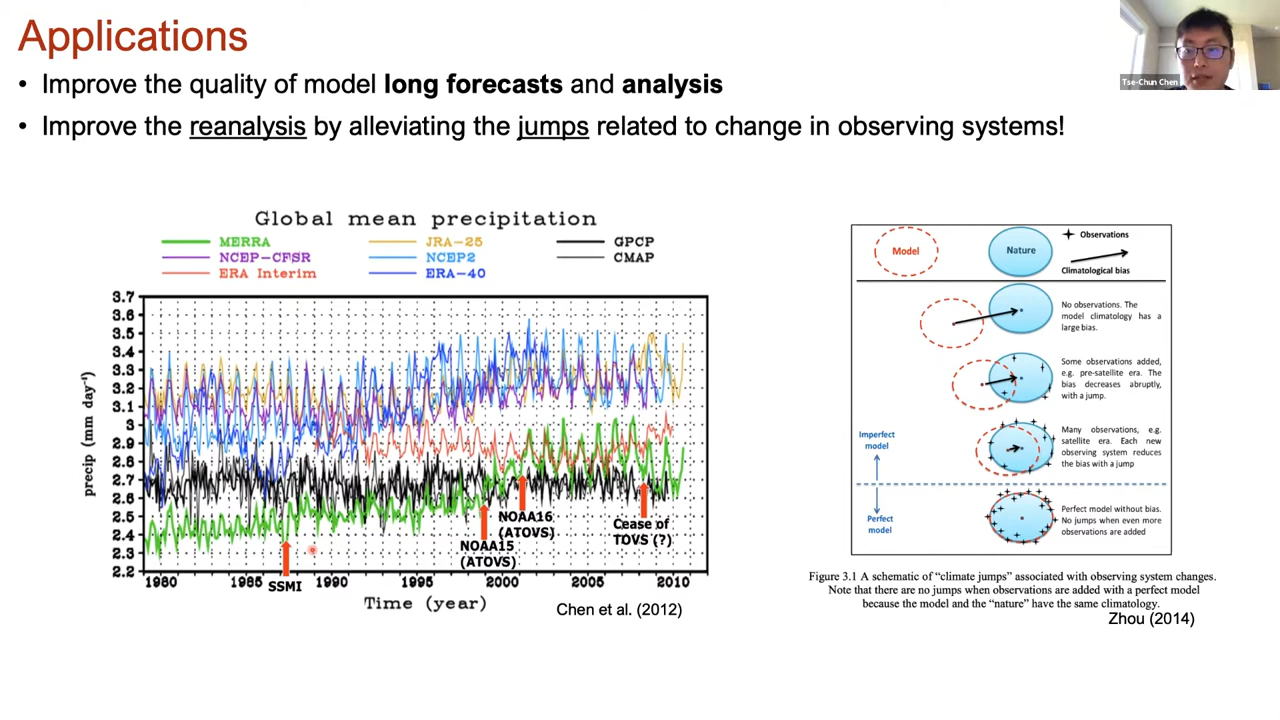 Applications
• Improve the quality of model long forecasts and analysis
• Improve the reanalysis by alleviating the jumps related to change in observing systems!
Tse-Chun Chen
Global mean precipitation
MERRA
JRA-25
GPCP
NCEP-CFSR
NCEP2
CMAP
ERA Interim
ERA-40
precip (mm day⁻¹)
3.7
3.6
3.5
3.4
3.3
3.2
3.1
3
2.9
2.8
2.7
2.6
2.5
2.4
2.3
2.2
SSMI
NOAA15
(ATOVS)
NOAA16
(ATOVS)
Cease of
TOVS (?)
1980
1985
1990
1995
2000
2005
2010
Time (year)
Chen et al. (2012)
Model
Nature
Observations
Climatological bias
No observations. The
model climatology has a
large bias.
Some observations added,
e.g. pre-satellite era. The
bias decreases abruptly,
with a jump.
Many observations, e.g.
satellite era. Each new
observing system reduces
the bias with a jump
Imperfect
model
Perfect
model
Perfect model without bias.
No jumps when even more
observations are added
Figure 3.1 A schematic of “climate jumps” associated with observing system changes.
Note that there are no jumps when observations are added with a perfect model
because the model and the “nature” have the same climatology.
Zhou (2014)